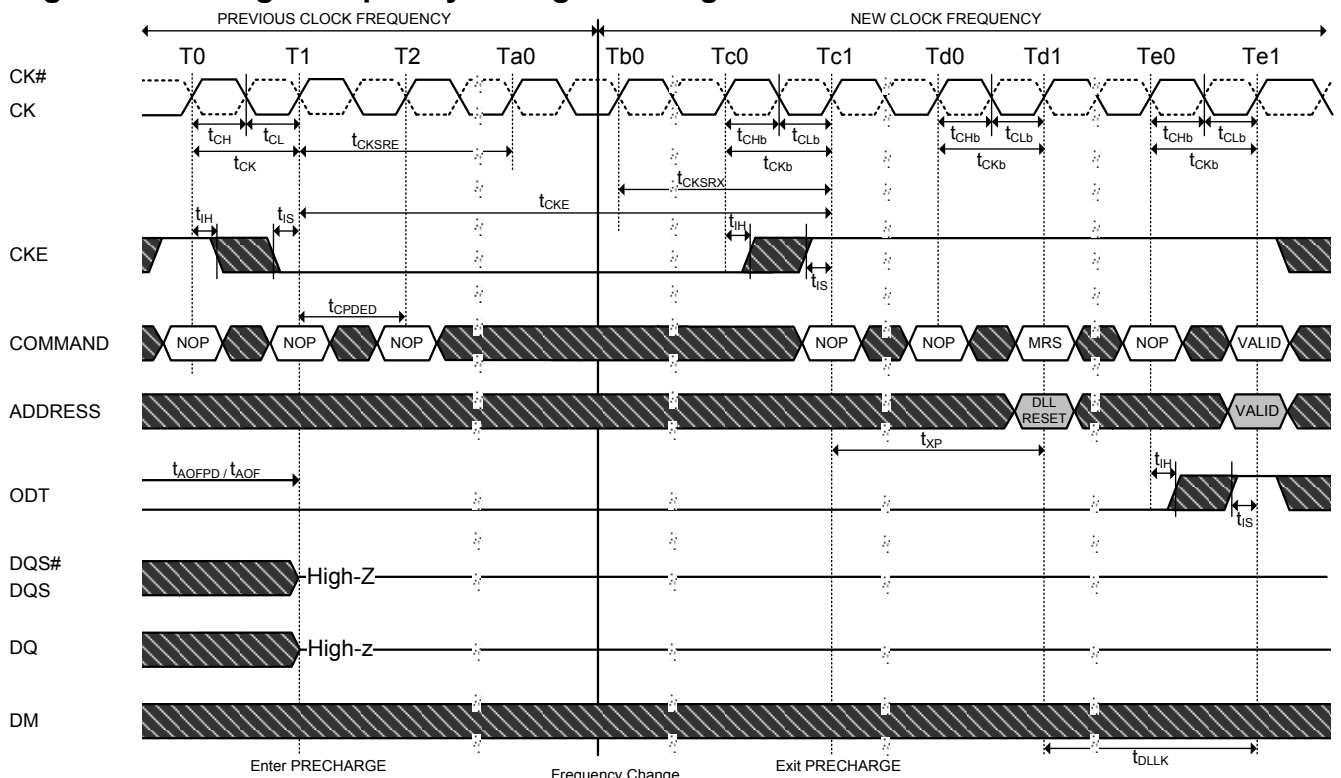 PREVIOUS CLOCK FREQUENCY NEW CLOCK FREQUENCY
T0 T1 T2 Ta0 Tb0 Tc0 Tc1 Td0 Td1 Te0 Te1
CK#
CK
tCH tCL tCKSRE tCHb tCLb tCHb tCLb tCHb tCLb
tCK tCKb tCKb tCKb
tCKSRX
tCKE
tIH tIS tIH
CKE
tIS
tCPDED
COMMAND NOP NOP NOP NOP NOP MRS NOP VALID
ADDRESS DLL RESET VALID
tXP
tAOFPD / tAOF tIH
ODT
tIS
DQS#
DQS
High-Z
DQ High-z
DM
tDLLK
Enter PRECHARGE Frequency Change Exit PRECHARGE